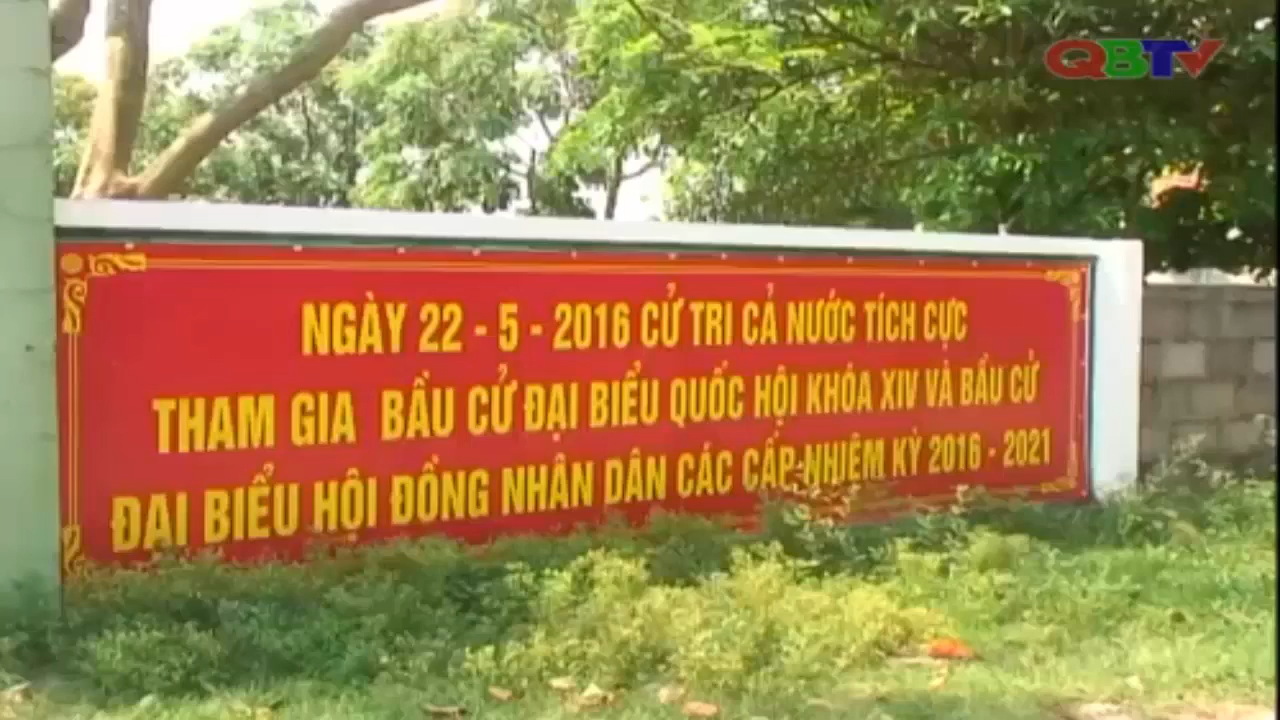 QBTV
NGÀY 22 - 5 - 2016 CỬ TRI CẢ NƯỚC TÍCH CỰC
THAM GIA BẦU CỬ ĐẠI BIỂU QUỐC HỘI KHÓA XIV VÀ BẦU CỬ
ĐẠI BIỂU HỘI ĐỒNG NHÂN DÂN CÁC CẤP NHIỆM KỲ 2016 - 2021